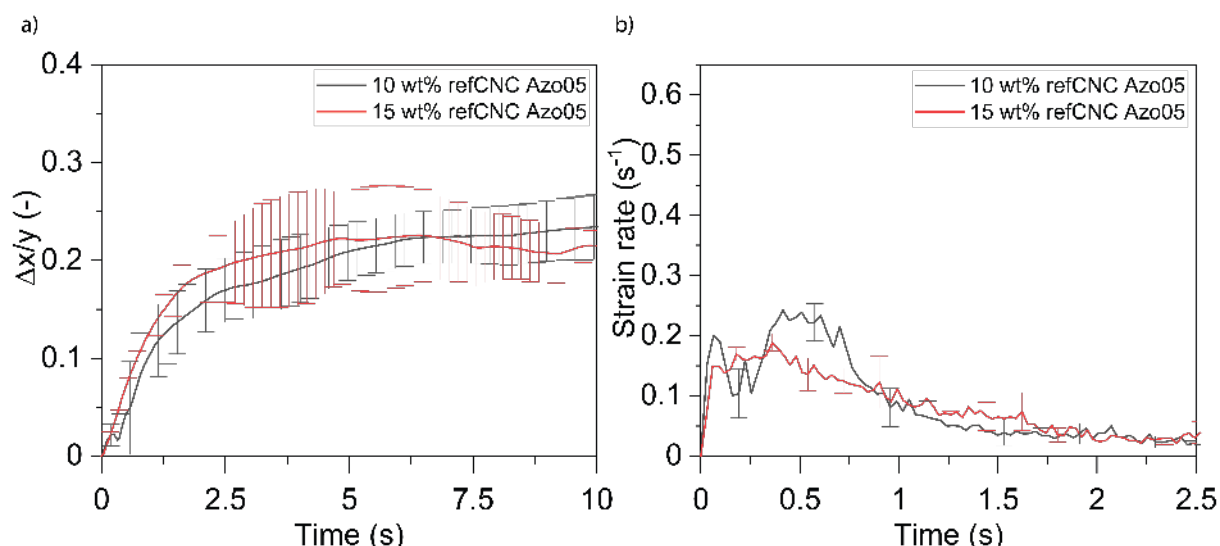 a)
0.4
0.3
0.2
0.1
0
Δx/y (-)
10 wt% refCNC Azo05
15 wt% refCNC Azo05
0
2.5
5
7.5
10
Time (s)
b)
0.6
0.5
0.4
0.3
0.2
0.1
0
Strain rate (s⁻¹)
10 wt% refCNC Azo05
15 wt% refCNC Azo05
0
0.5
1
1.5
2
2.5
Time (s)